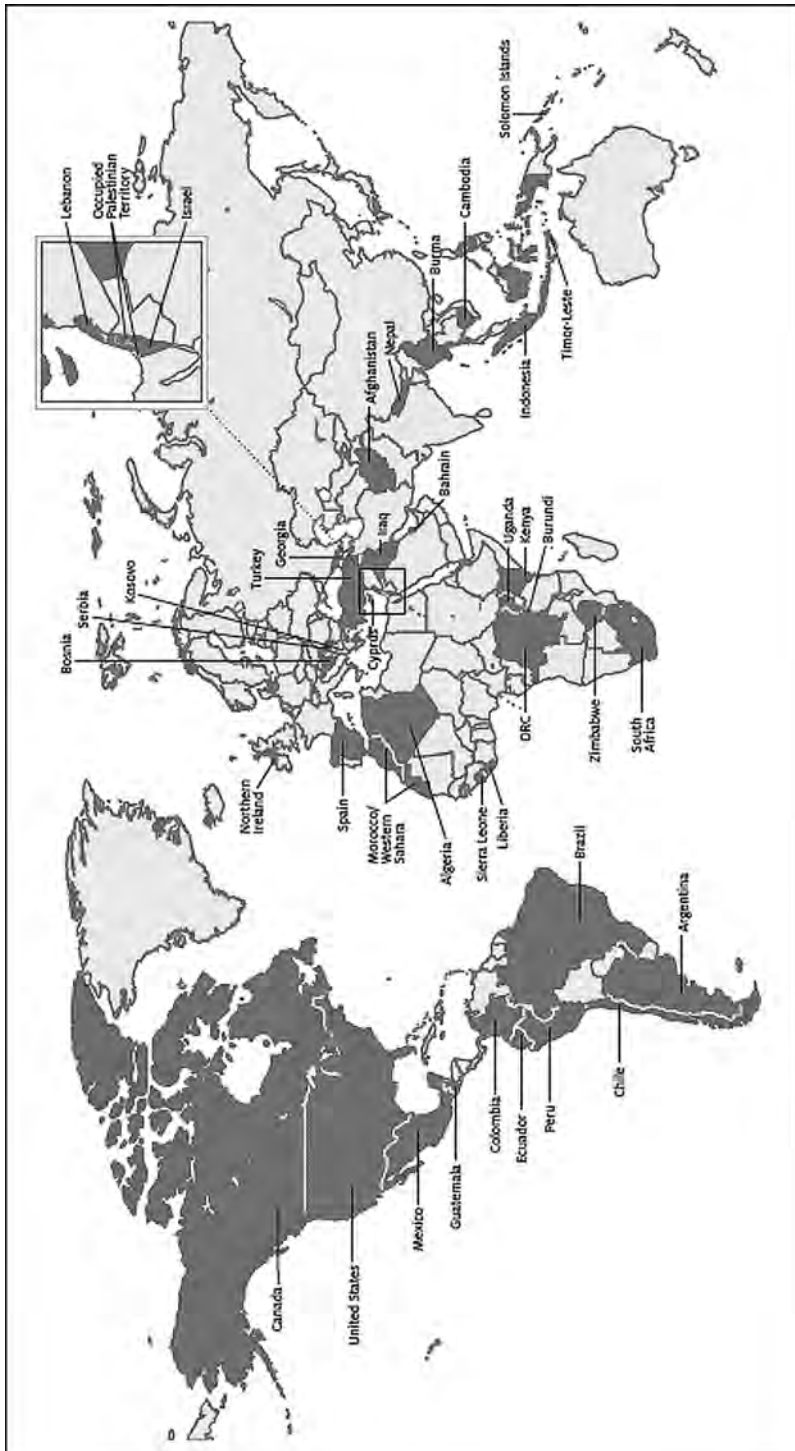 Canada
United States
Mexico
Guatemala
Colombia
Ecuador
Peru
Chile
Argentina
Brazil
Northern
Ireland
Spain
Morocco/
Western
Sahara
Algeria
Sierra Leone
Liberia
Bosnia
Serbia
Kosovo
Turkey
Georgia
Cyprus
Iraq
Bahrain
DRC
Zimbabwe
South
Africa
Uganda
Kenya
Burundi
Afghanistan
Nepal
Burma
Cambodia
Indonesia
Timor-Leste
Solomon Islands
Lebanon
Occupied
Palestinian
Territory
Israel